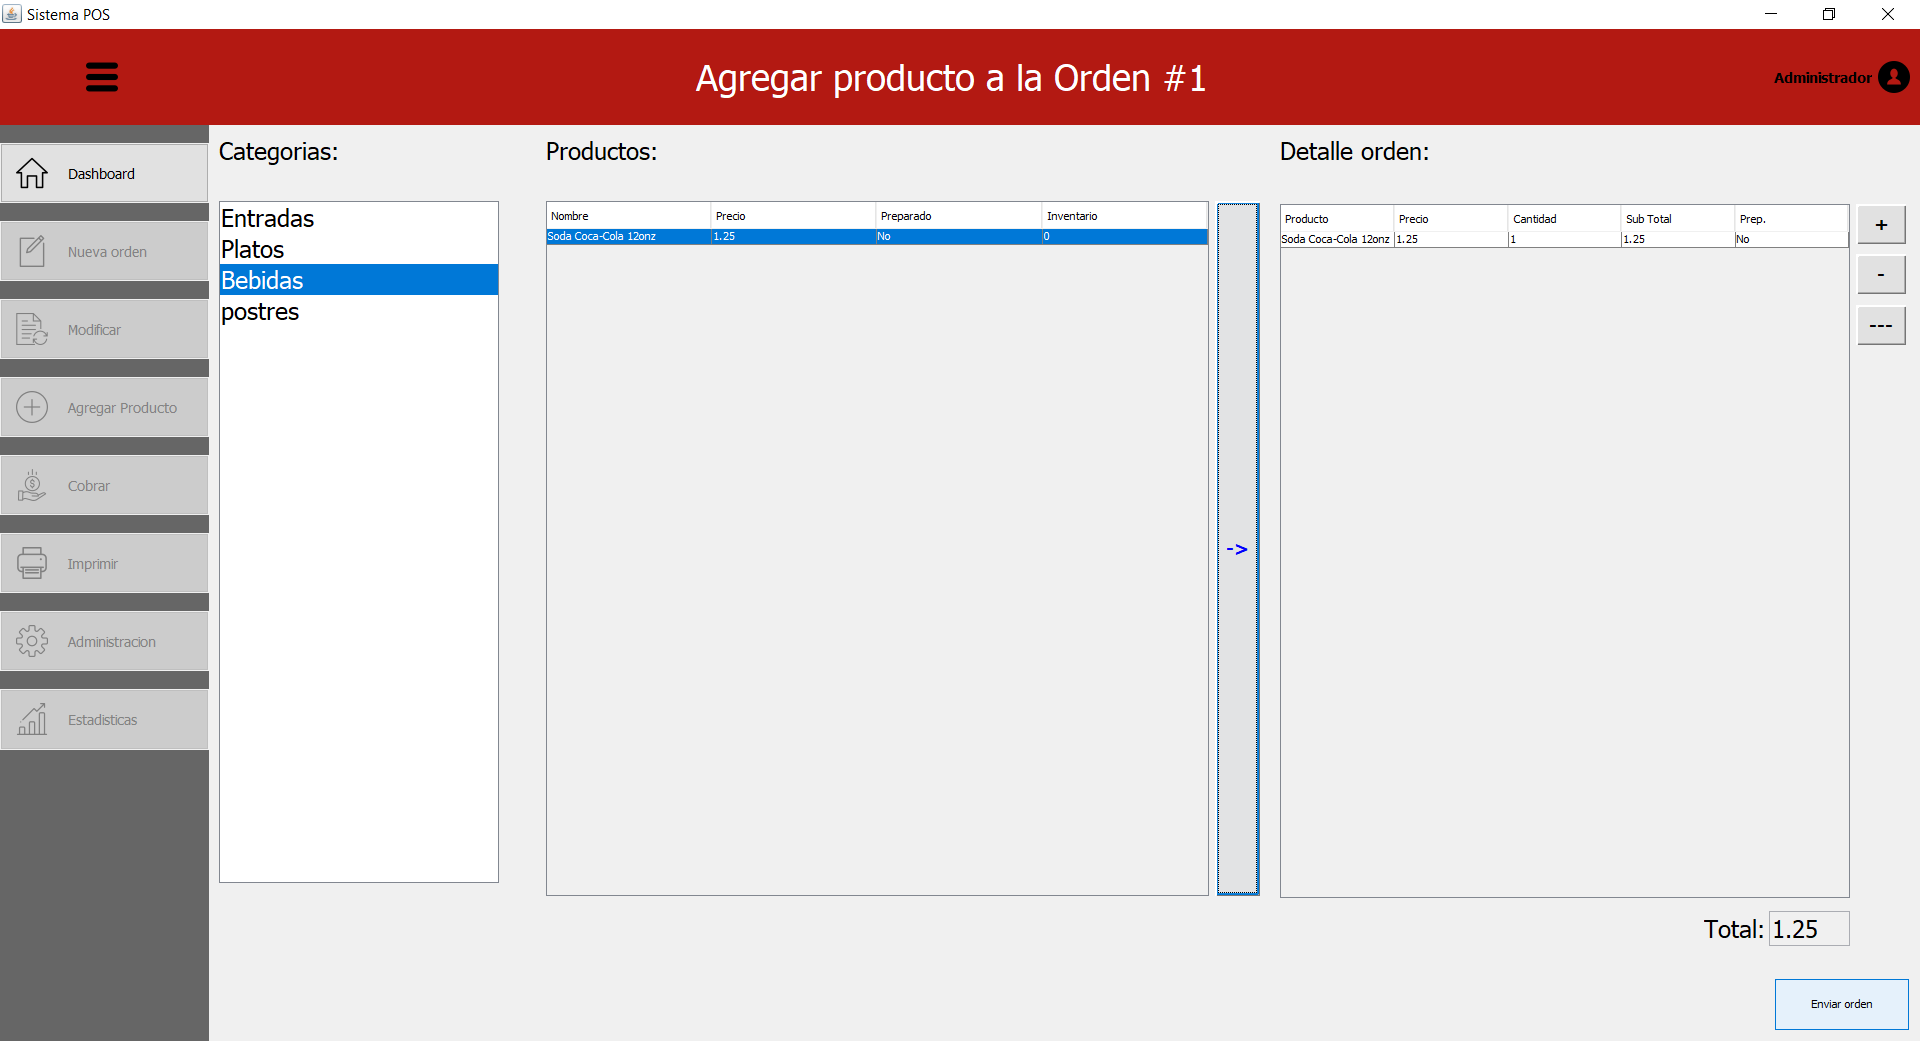 Sistema POS
Agregar producto a la Orden #1
Administrador
Dashboard
Nueva orden
Modificar
Agregar Producto
Cobrar
Imprimir
Administracion
Estadisticas
Categorias:
Entradas
Platos
Bebidas
postres
Productos:
Nombre Precio Preparado Inventario
Soda Coca-Cola 12onz 1.25 No 0
->
Detalle orden:
Producto Precio Cantidad Sub Total Prep.
Soda Coca-Cola 12onz 1.25 1 1.25 No
+
-
---
Total: 1.25
Enviar orden